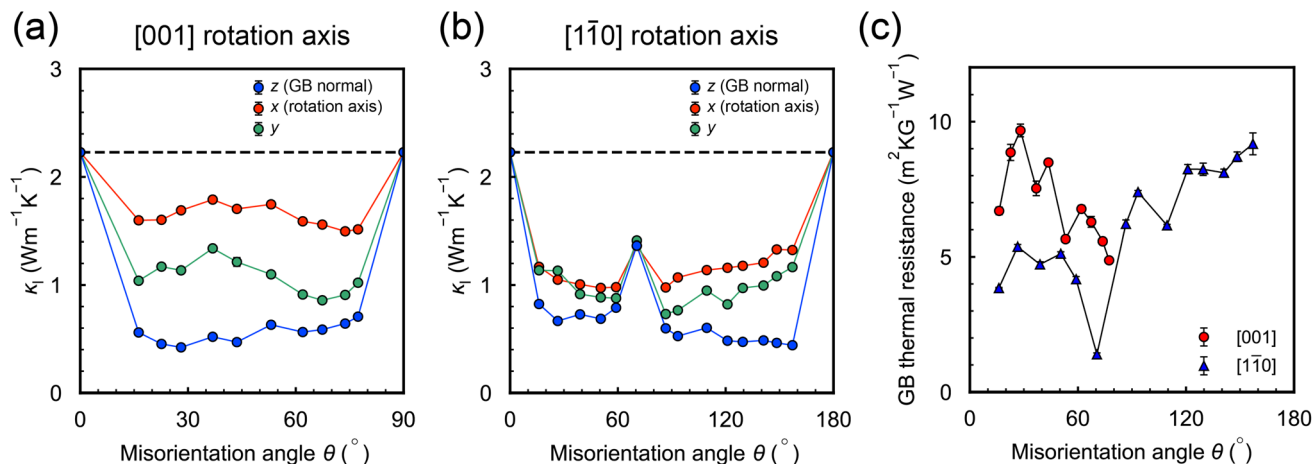 (a)
[001] rotation axis
3
2
1
0
κl (Wm−1K−1)
z (GB normal)
x (rotation axis)
y
0
30
60
90
Misorientation angle θ (°)
(b)
[11̄0] rotation axis
3
2
1
0
κl (Wm−1K−1)
z (GB normal)
x (rotation axis)
y
0
60
120
180
Misorientation angle θ (°)
(c)
10
5
0
GB thermal resistance (m2KG−1W−1)
[001]
[11̄0]
0
60
120
180
Misorientation angle θ (°)